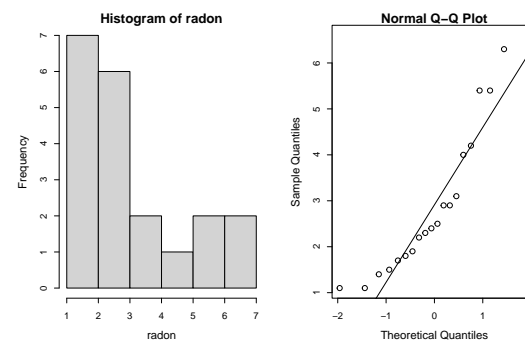 Histogram of radon
Frequency
0 1 2 3 4 5 6 7
1 2 3 4 5 6 7
radon
Normal Q−Q Plot
Sample Quantiles
1 2 3 4 5 6
−2 −1 0 1
Theoretical Quantiles